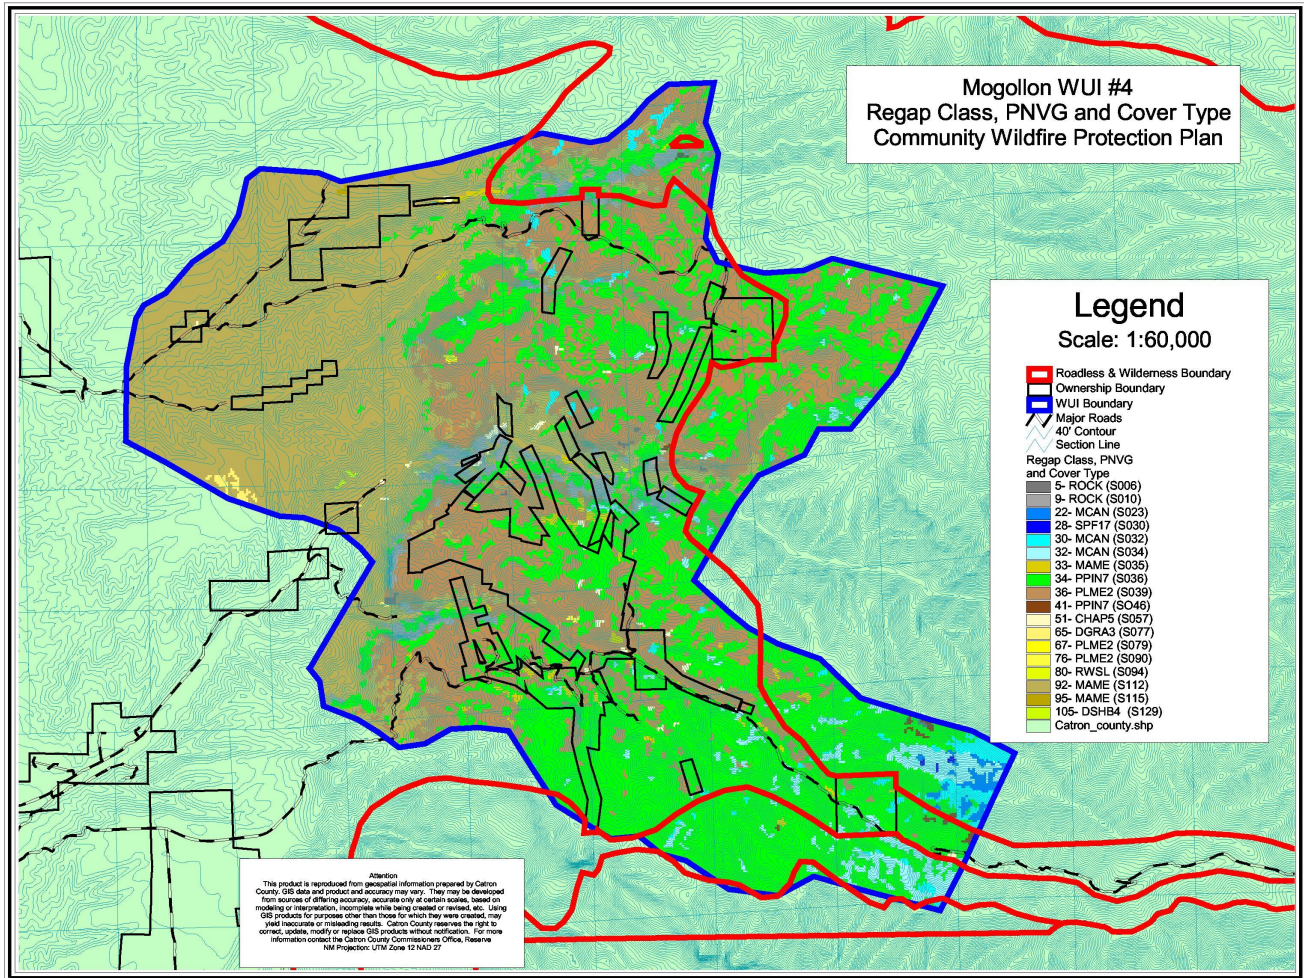 Mogollon WUI #4
Regap Class, PNVG and Cover Type
Community Wildfire Protection Plan
Legend
Scale: 1:60,000
Roadless & Wilderness Boundary
Ownership Boundary
WUI Boundary
Major Roads
40' Contour
Section Line
Regap Class, PNVG
and Cover Type
5- ROCK (S006)
9- ROCK (S010)
22- MCAN (S023)
28- SPF17 (S030)
30- MCAN (S032)
32- MCAN (S034)
33- MAME (S035)
34- PPIN7 (S036)
36- PLME2 (S039)
41- PPIN7 (SO46)
51- CHAP5 (S057)
65- DGRA3 (S077)
67- PLME2 (S079)
76- PLME2 (S090)
80- RWSL (S094)
92- MAME (S112)
95- MAME (S115)
105- DSHB4 (S129)
Catron_county.shp
Attention
This product is reproduced from geospatial information prepared by Catron
County. GIS data and product and accuracy may vary. They may be developed
from sources of differing accuracy, accurate only at certain scales, based on
modeling or interpretation, incomplete while being created or revised, etc. Using
GIS products for purposes other than those for which they were created, may
yield inaccurate or misleading results. Catron County reserves the right to
correct, update, modify or replace GIS products without notification. For more
information contact the Catron County Commissioners Office, Reserve
NM Projection: UTM Zone 12 NAD 27